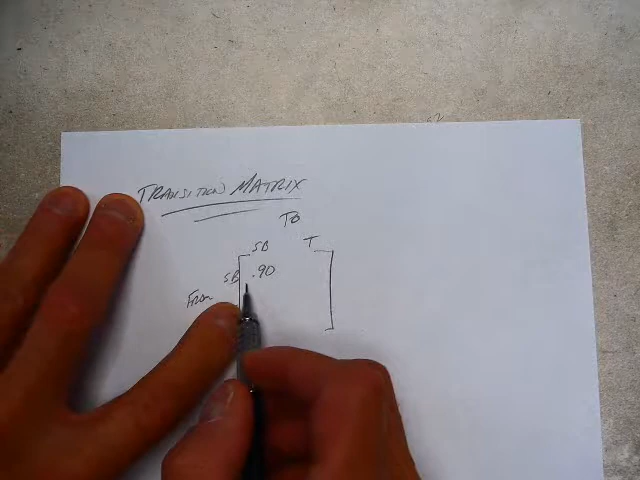 TRANSITION MATRIX
TO
SB T
SB .90
From